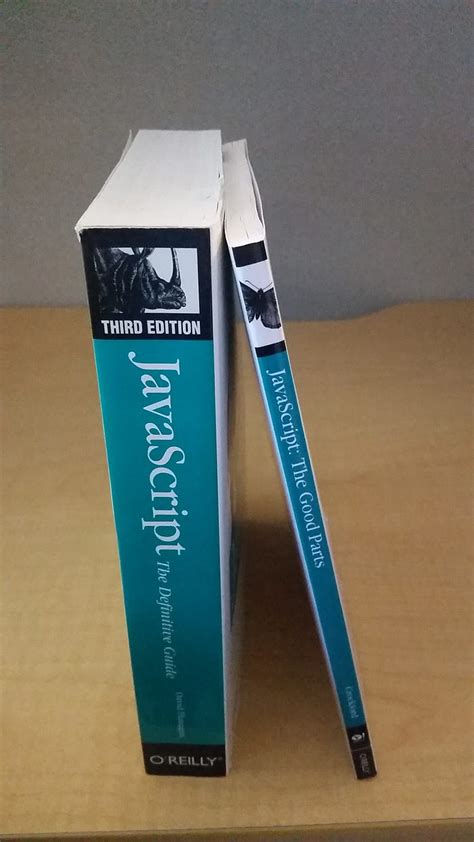 THIRD EDITION
JavaScript
The Definitive Guide
David Flanagan
O'REILLY®
JavaScript: The Good Parts
Crockford
O'REILLY